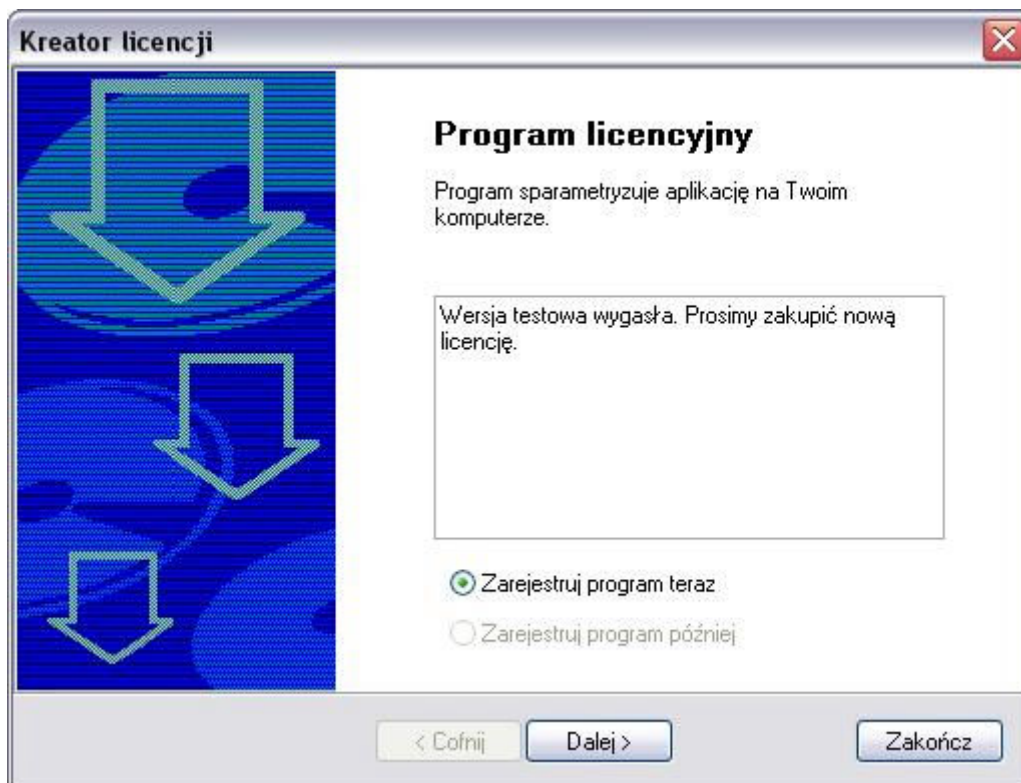 Kreator licencji
Program licencyjny
Program sparametryzuje aplikację na Twoim
komputerze.
Wersja testowa wygasła. Prosimy zakupić nową
licencję.
Zarejestruj program teraz
Zarejestruj program później
< Cofnij
Dalej >
Zakończ